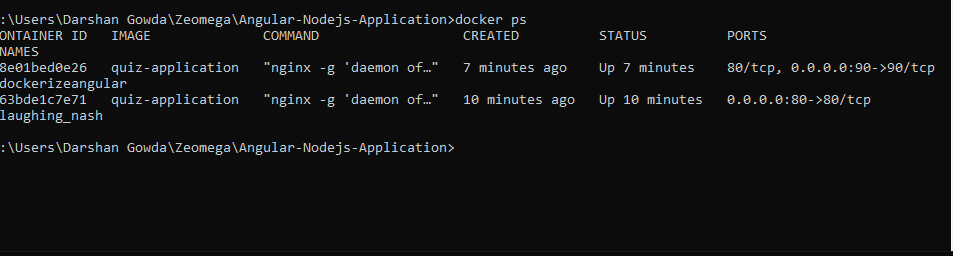 :\Users\Darshan Gowda\Zeomega\Angular-Nodejs-Application>docker ps
ONTAINER ID   IMAGE              COMMAND                  CREATED          STATUS          PORTS
NAMES
8e01bed0e26   quiz-application   "nginx -g 'daemon of…"   7 minutes ago    Up 7 minutes    80/tcp, 0.0.0.0:90->90/tcp
dockerizeangular
63bde1c7e71   quiz-application   "nginx -g 'daemon of…"   10 minutes ago   Up 10 minutes   0.0.0.0:80->80/tcp
laughing_nash
:\Users\Darshan Gowda\Zeomega\Angular-Nodejs-Application>